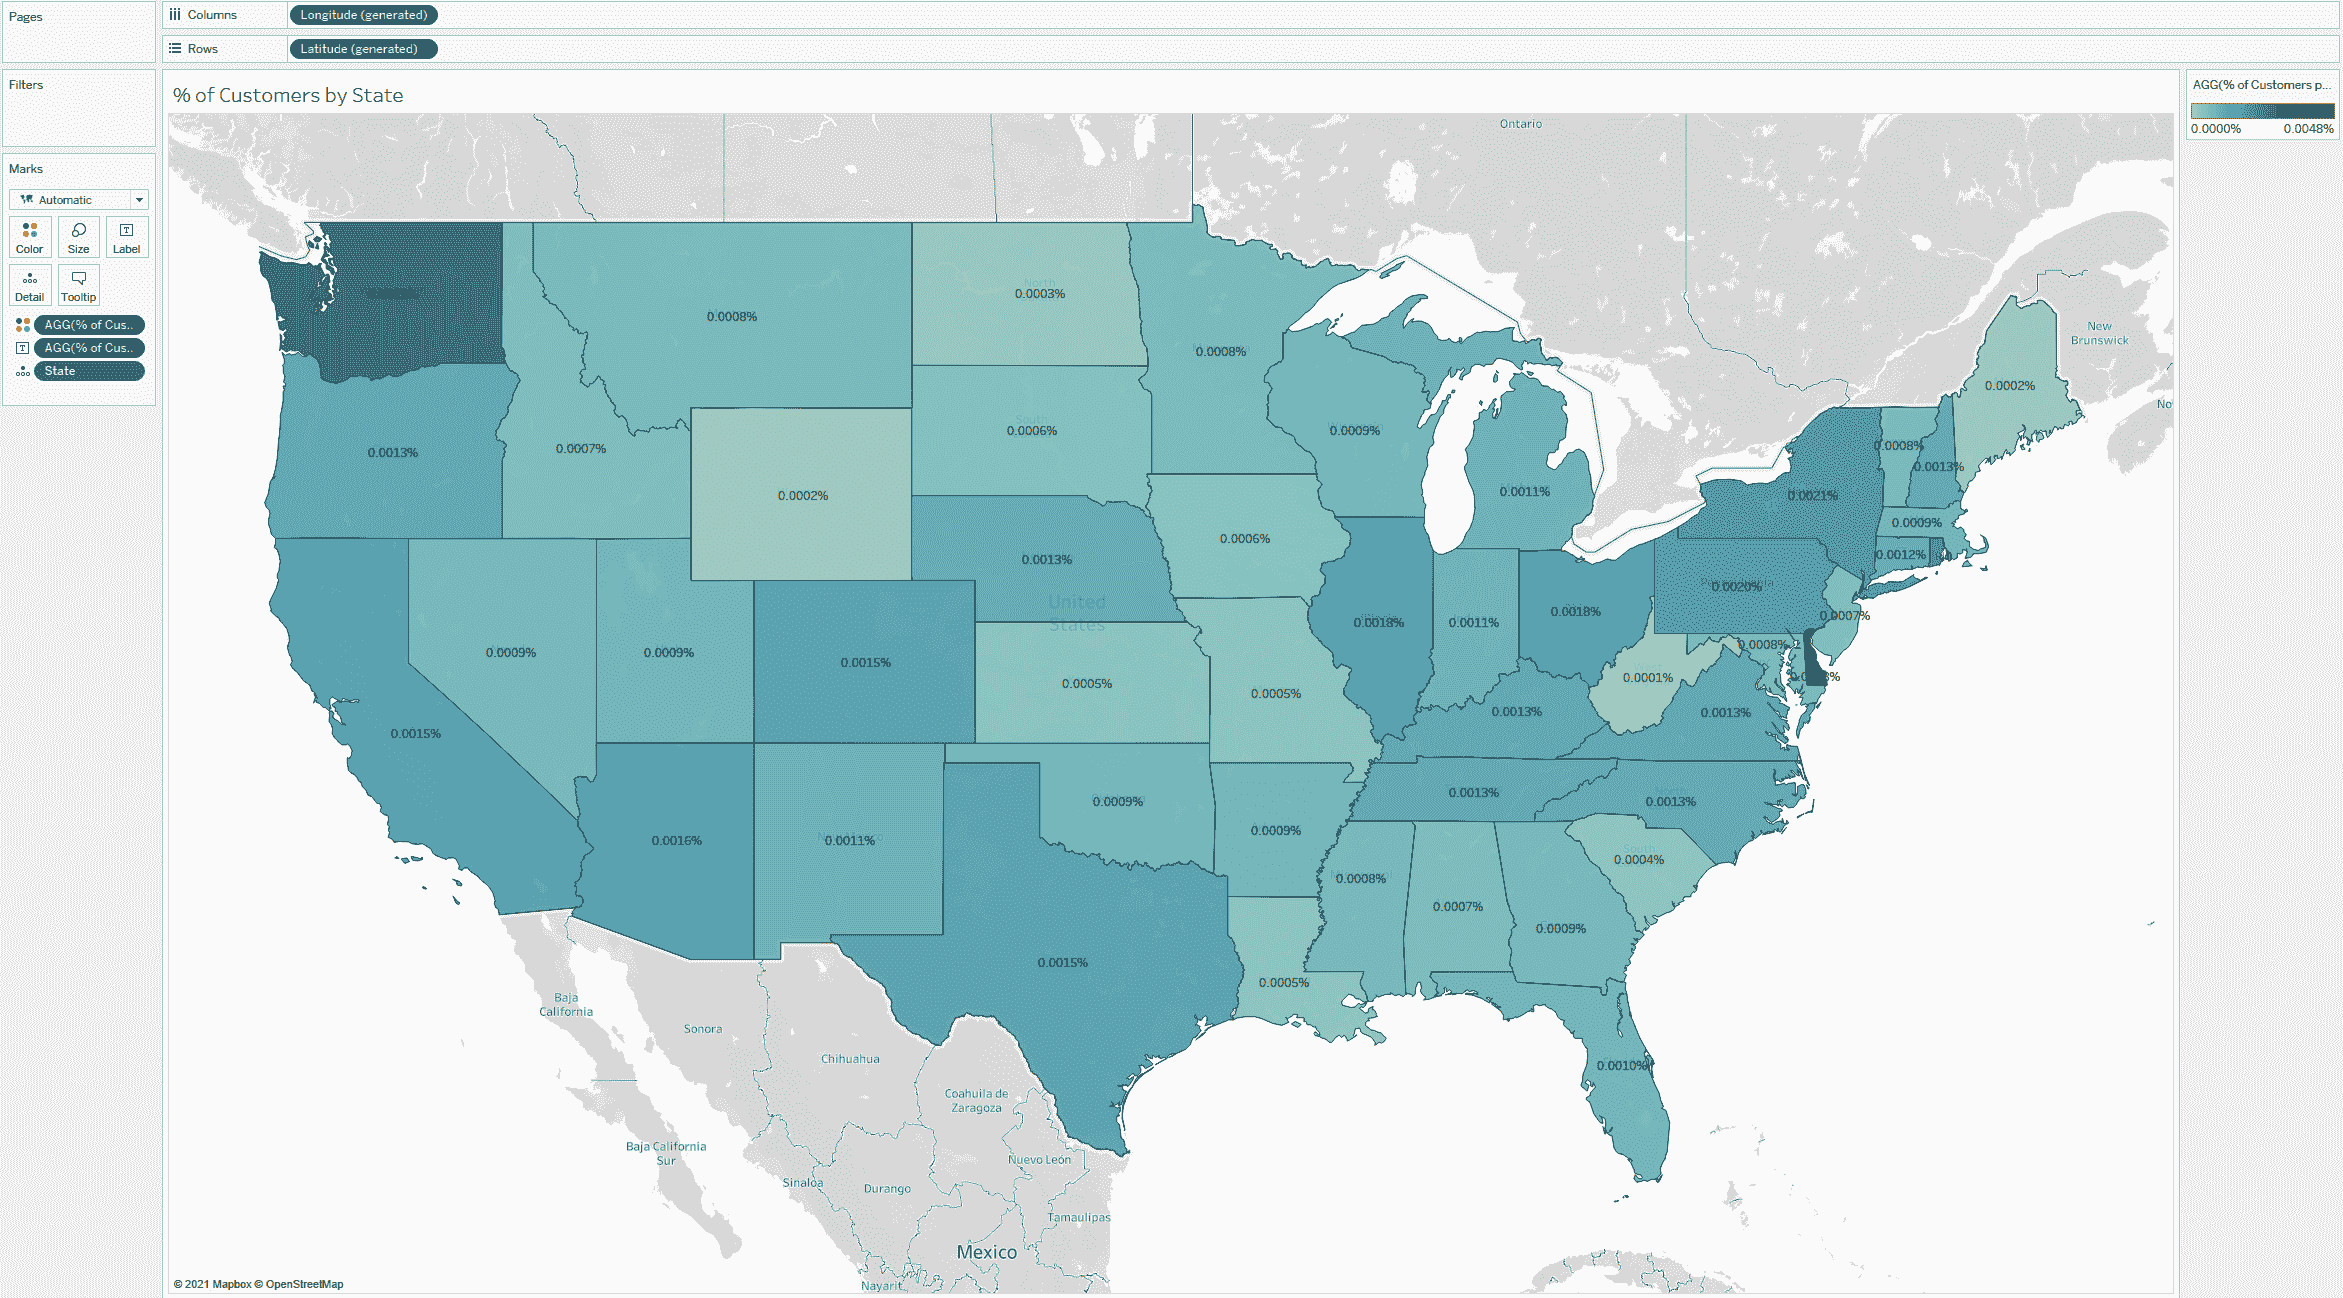 Pages
Columns
Longitude (generated)
Rows
Latitude (generated)
Filters
Marks
Automatic
Color
Size
Label
Detail
Tooltip
AGG(% of Cus..
AGG(% of Cus..
State
% of Customers by State
AGG(% of Customers p...
0.0000%
0.0048%
Ontario
New
Brunswick
No
North
0.0003%
0.0008%
0.0008%
0.0002%
South
0.0006%
0.0009%
0.0013%
0.0007%
0.0002%
0.0011%
0.0008%
0.0013%
0.0021%
0.0009%
0.0006%
0.0013%
0.0012%
United
States
0.0020%
0.0018%
0.0018%
0.0011%
0.0007%
0.0009%
0.0009%
0.0015%
0.0005%
0.0005%
West
0.0001%
0.0008%
0.0015%
0.0013%
0.0013%
0.0009%
0.0013%
North
0.0013%
0.0016%
0.0011%
0.0009%
South
0.0004%
0.0008%
0.0007%
0.0009%
0.0015%
0.0005%
0.0010%
Baja
California
Sonora
Chihuahua
Coahuila de
Zaragoza
Baja California
Sur
Nuevo León
Sinaloa
Durango
Tamaulipas
Mexico
Nayarit
© 2021 Mapbox © OpenStreetMap